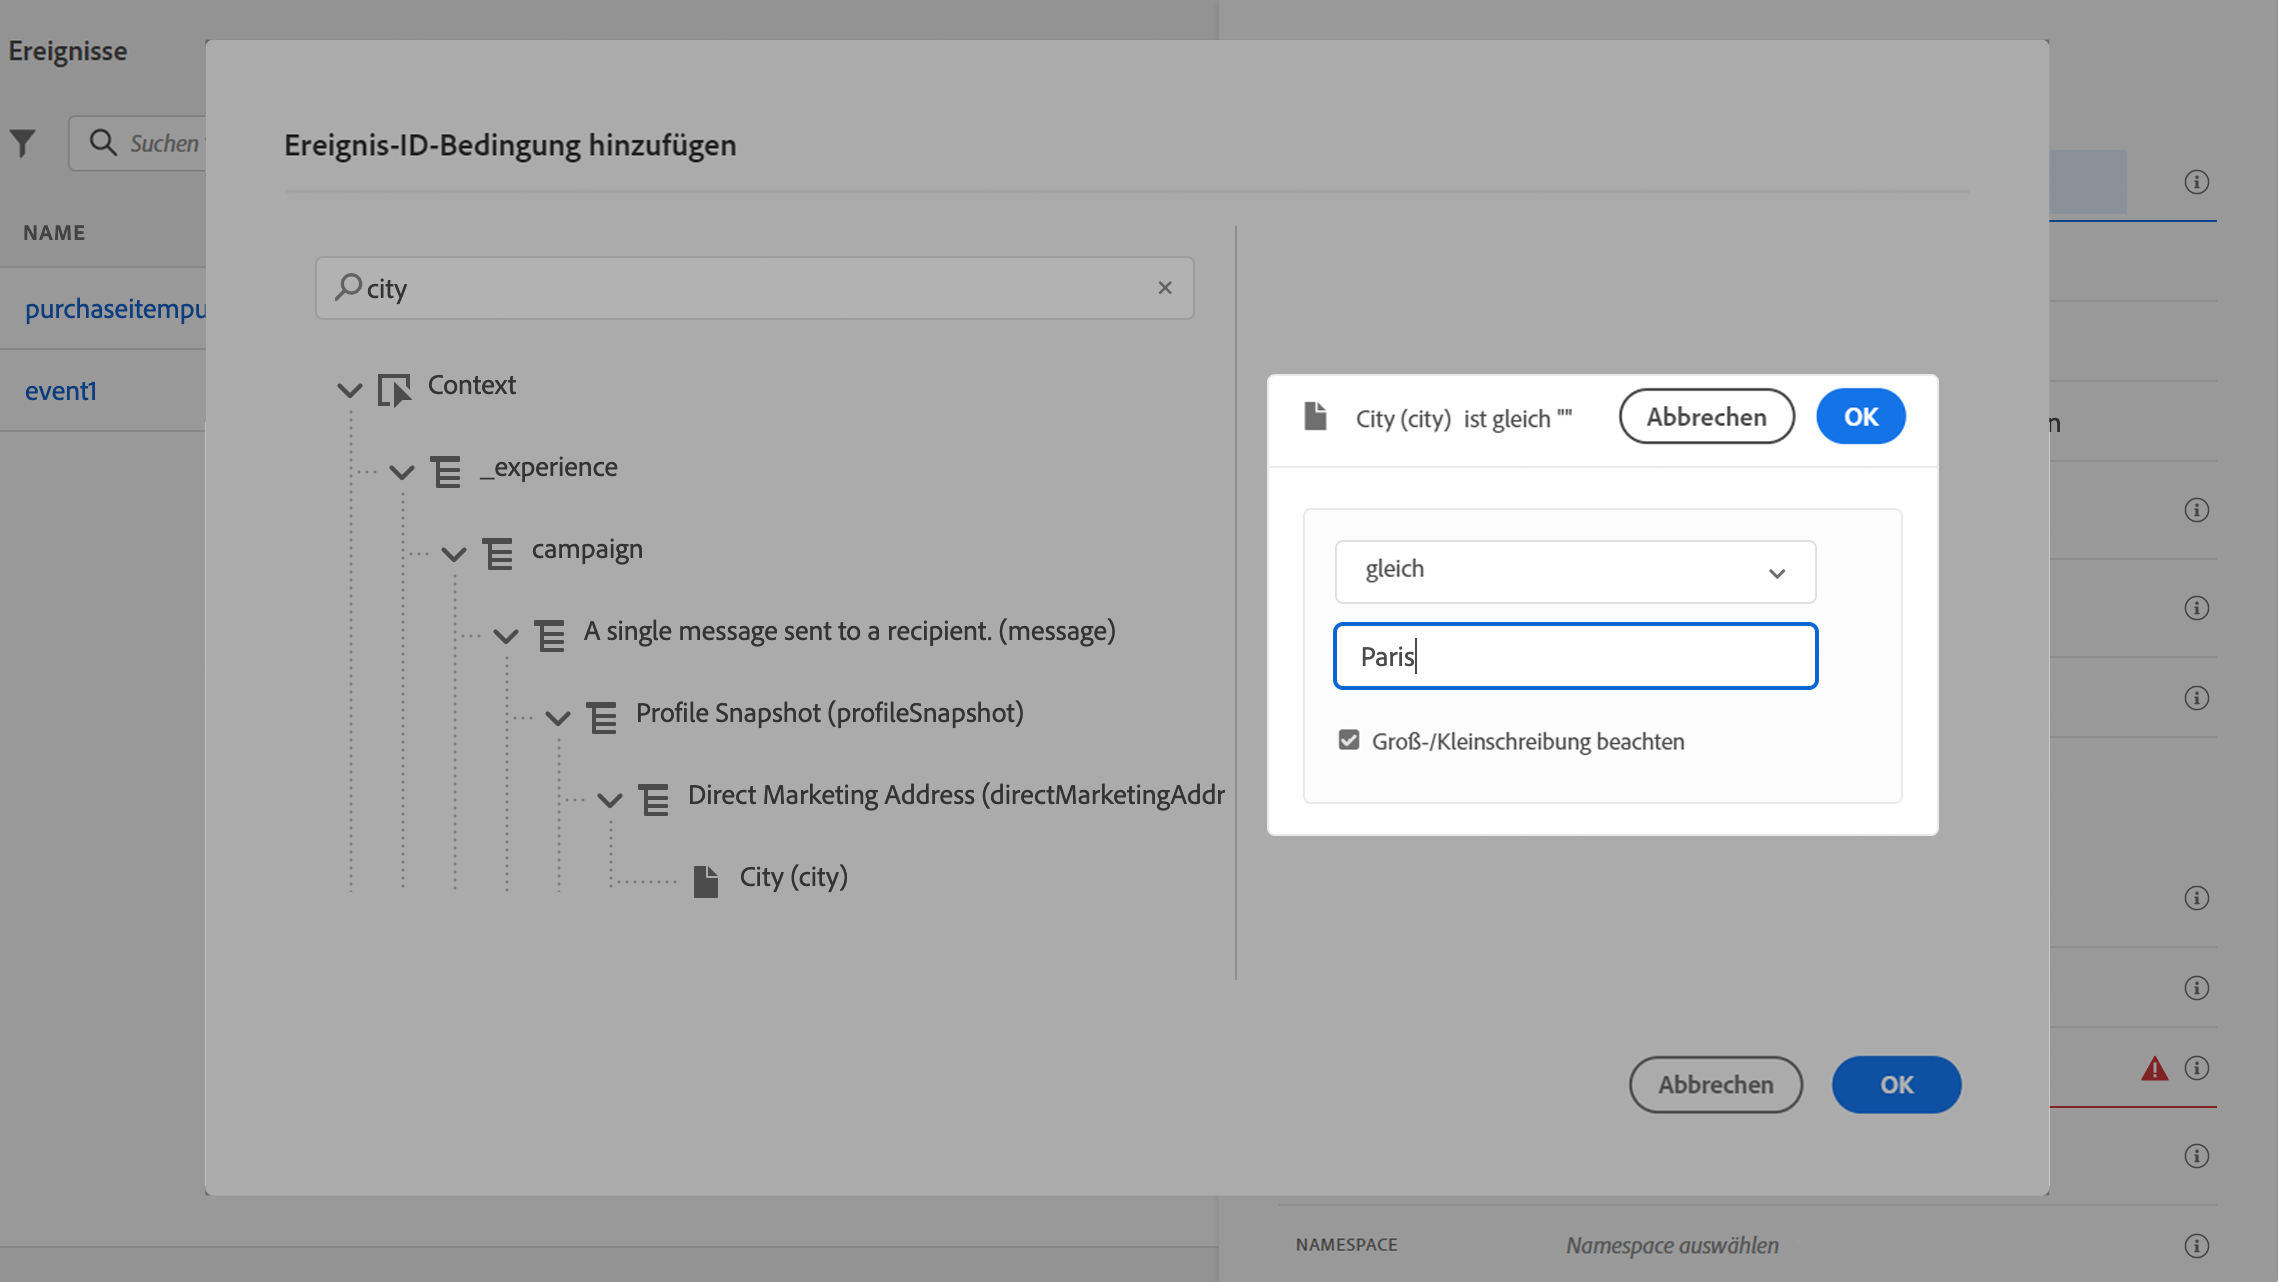 Ereignisse
Suchen
NAME
purchaseitempu
event1
Ereignis-ID-Bedingung hinzufügen
city
Context
_experience
campaign
A single message sent to a recipient. (message)
Profile Snapshot (profileSnapshot)
Direct Marketing Address (directMarketingAddr
City (city)
City (city) ist gleich ""
Abbrechen
OK
gleich
Paris
Groß-/Kleinschreibung beachten
Abbrechen
OK
n
NAMESPACE
Namespace auswählen